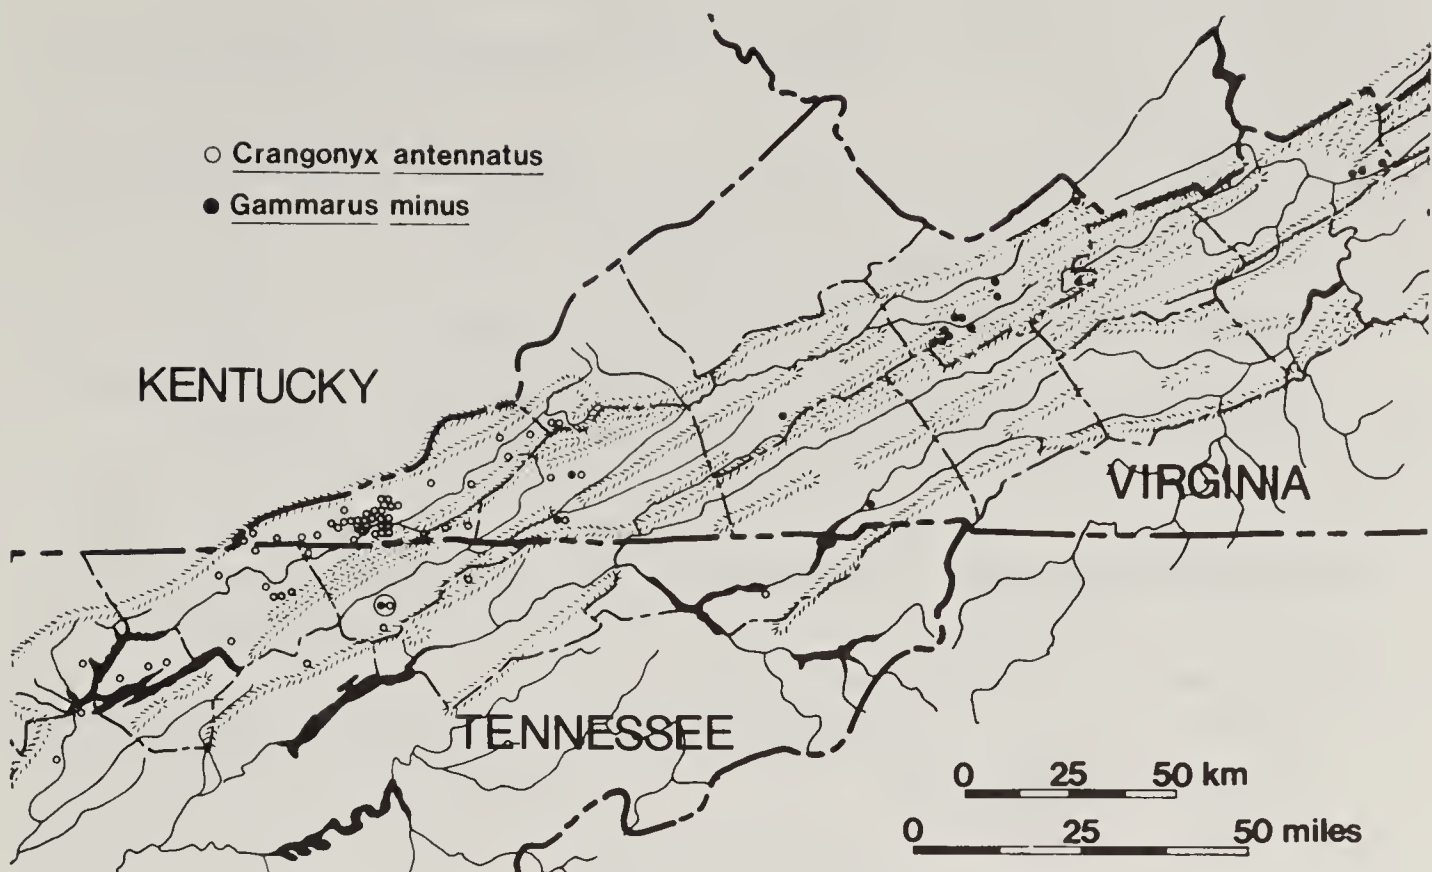 Crangonyx antennatus
Gammarus minus
KENTUCKY
VIRGINIA
TENNESSEE
0 25 50 km
0 25 50 miles